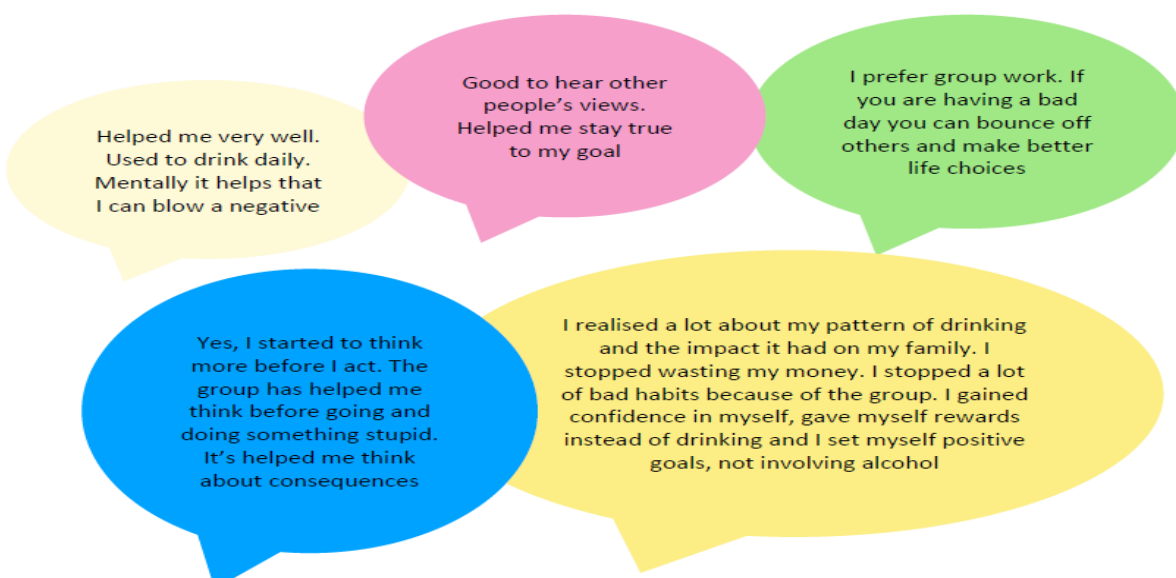 Helped me very well.
Used to drink daily.
Mentally it helps that
I can blow a negative
Good to hear other
people’s views.
Helped me stay true
to my goal
I prefer group work. If
you are having a bad
day you can bounce off
others and make better
life choices
Yes, I started to think
more before I act. The
group has helped me
think before going and
doing something stupid.
It’s helped me think
about consequences
I realised a lot about my pattern of drinking
and the impact it had on my family. I
stopped wasting my money. I stopped a lot
of bad habits because of the group. I gained
confidence in myself, gave myself rewards
instead of drinking and I set myself positive
goals, not involving alcohol